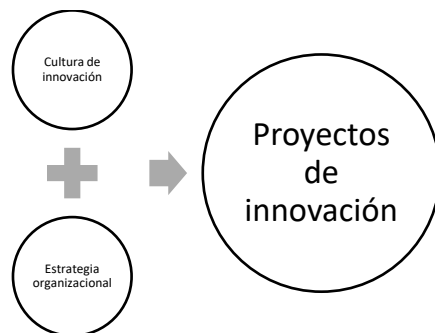 Cultura de
innovación
Proyectos
de
innovación
Estrategia
organizacional